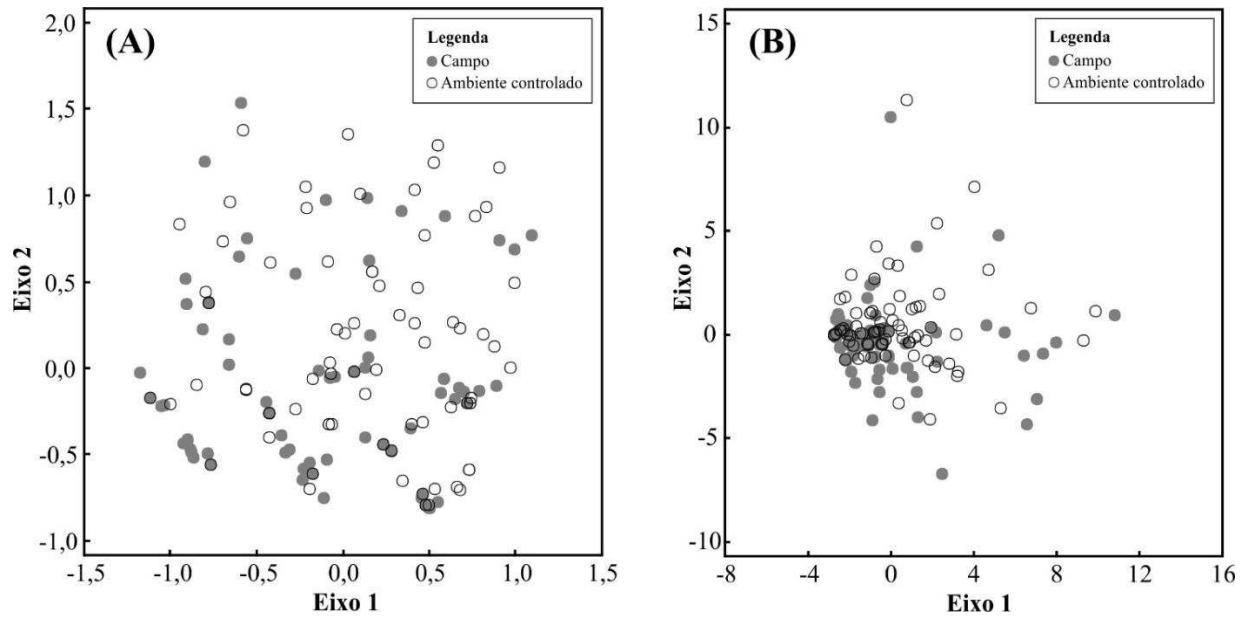 (A)
Legenda
Campo
Ambiente controlado
2,0
1,5
1,0
0,5
0,0
-0,5
-1,0
Eixo 2
-1,5
-1,0
-0,5
0,0
0,5
1,0
1,5
Eixo 1
(B)
Legenda
Campo
Ambiente controlado
15
10
5
0
-5
-10
Eixo 2
-8
-4
0
4
8
12
16
Eixo 1